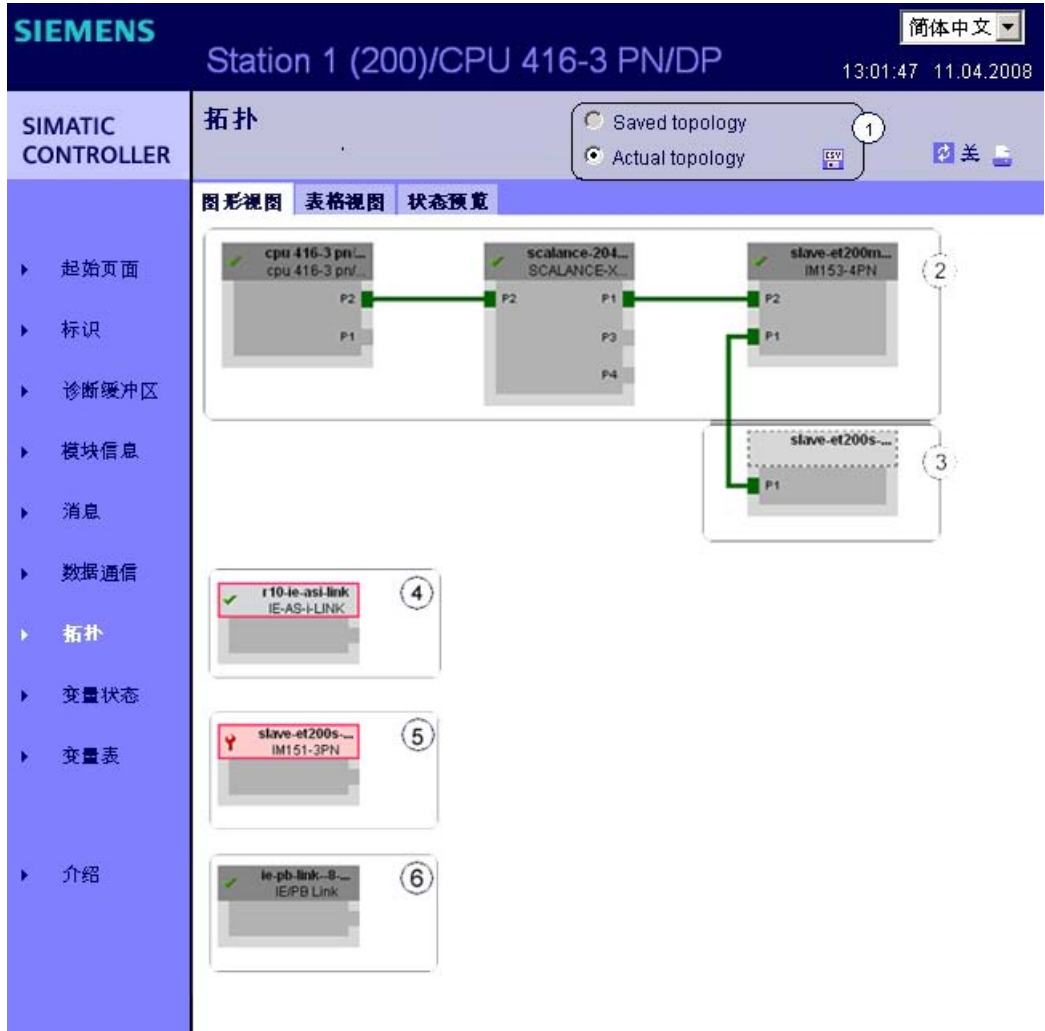 SIEMENS
简体中文
Station 1 (200)/CPU 416-3 PN/DP
13:01:47 11.04.2008
SIMATIC
CONTROLLER
拓扑
Saved topology
Actual topology
1
CSV
关
图形视图 表格视图 状态预览
起始页面
标识
诊断缓冲区
模块信息
消息
数据通信
拓扑
变量状态
变量表
介绍
cpu 416-3 pn/...
cpu 416-3 pn/...
P2
P1
scalance-204...
SCALANCE-X...
P2 P1
P3
P4
slave-et200m...
IM153-4PN
P2
P1
2
slave-et200s-...
P1
3
r10-ie-asi-link
IE-AS-i-LINK
4
slave-et200s-...
IM151-3PN
5
ie-pb-link--8-...
IE/PB Link
6